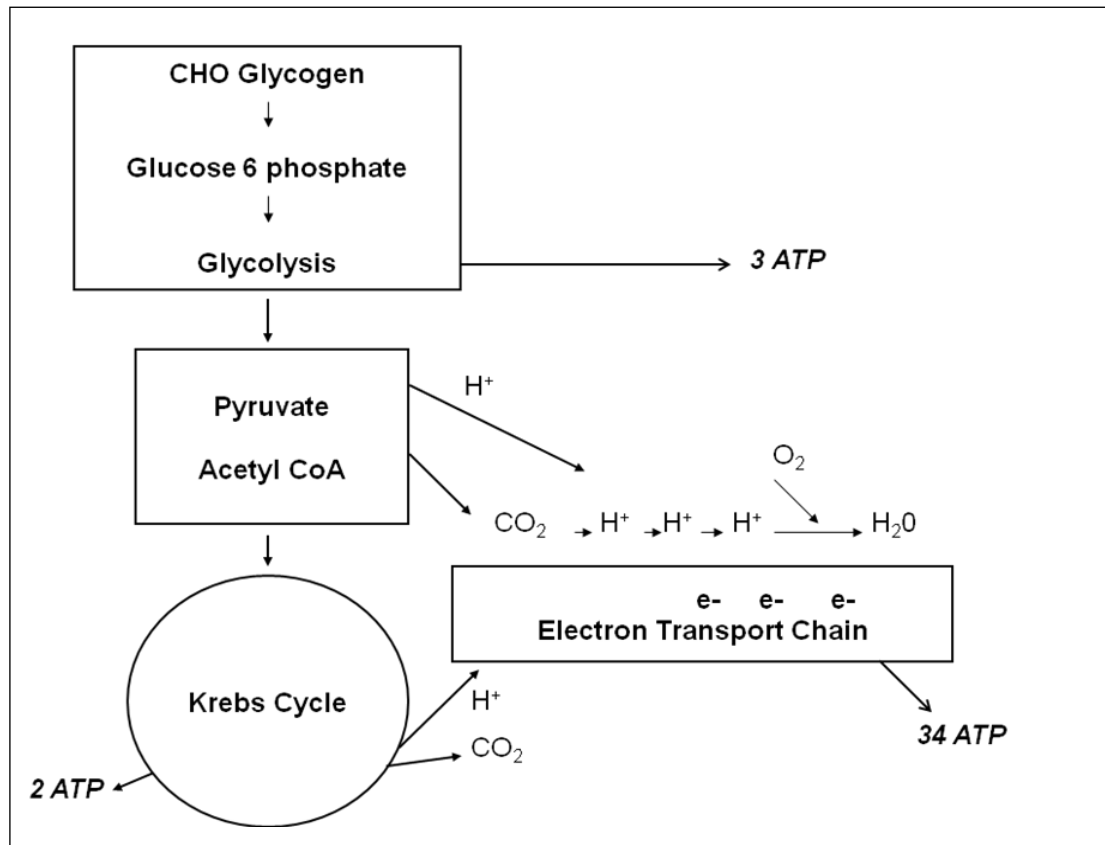 CHO Glycogen
Glucose 6 phosphate
Glycolysis
3 ATP
Pyruvate
Acetyl CoA
H⁺
O₂
CO₂ H⁺ H⁺ H⁺ H₂0
e- e- e-
Electron Transport Chain
Krebs Cycle
H⁺
CO₂
34 ATP
2 ATP